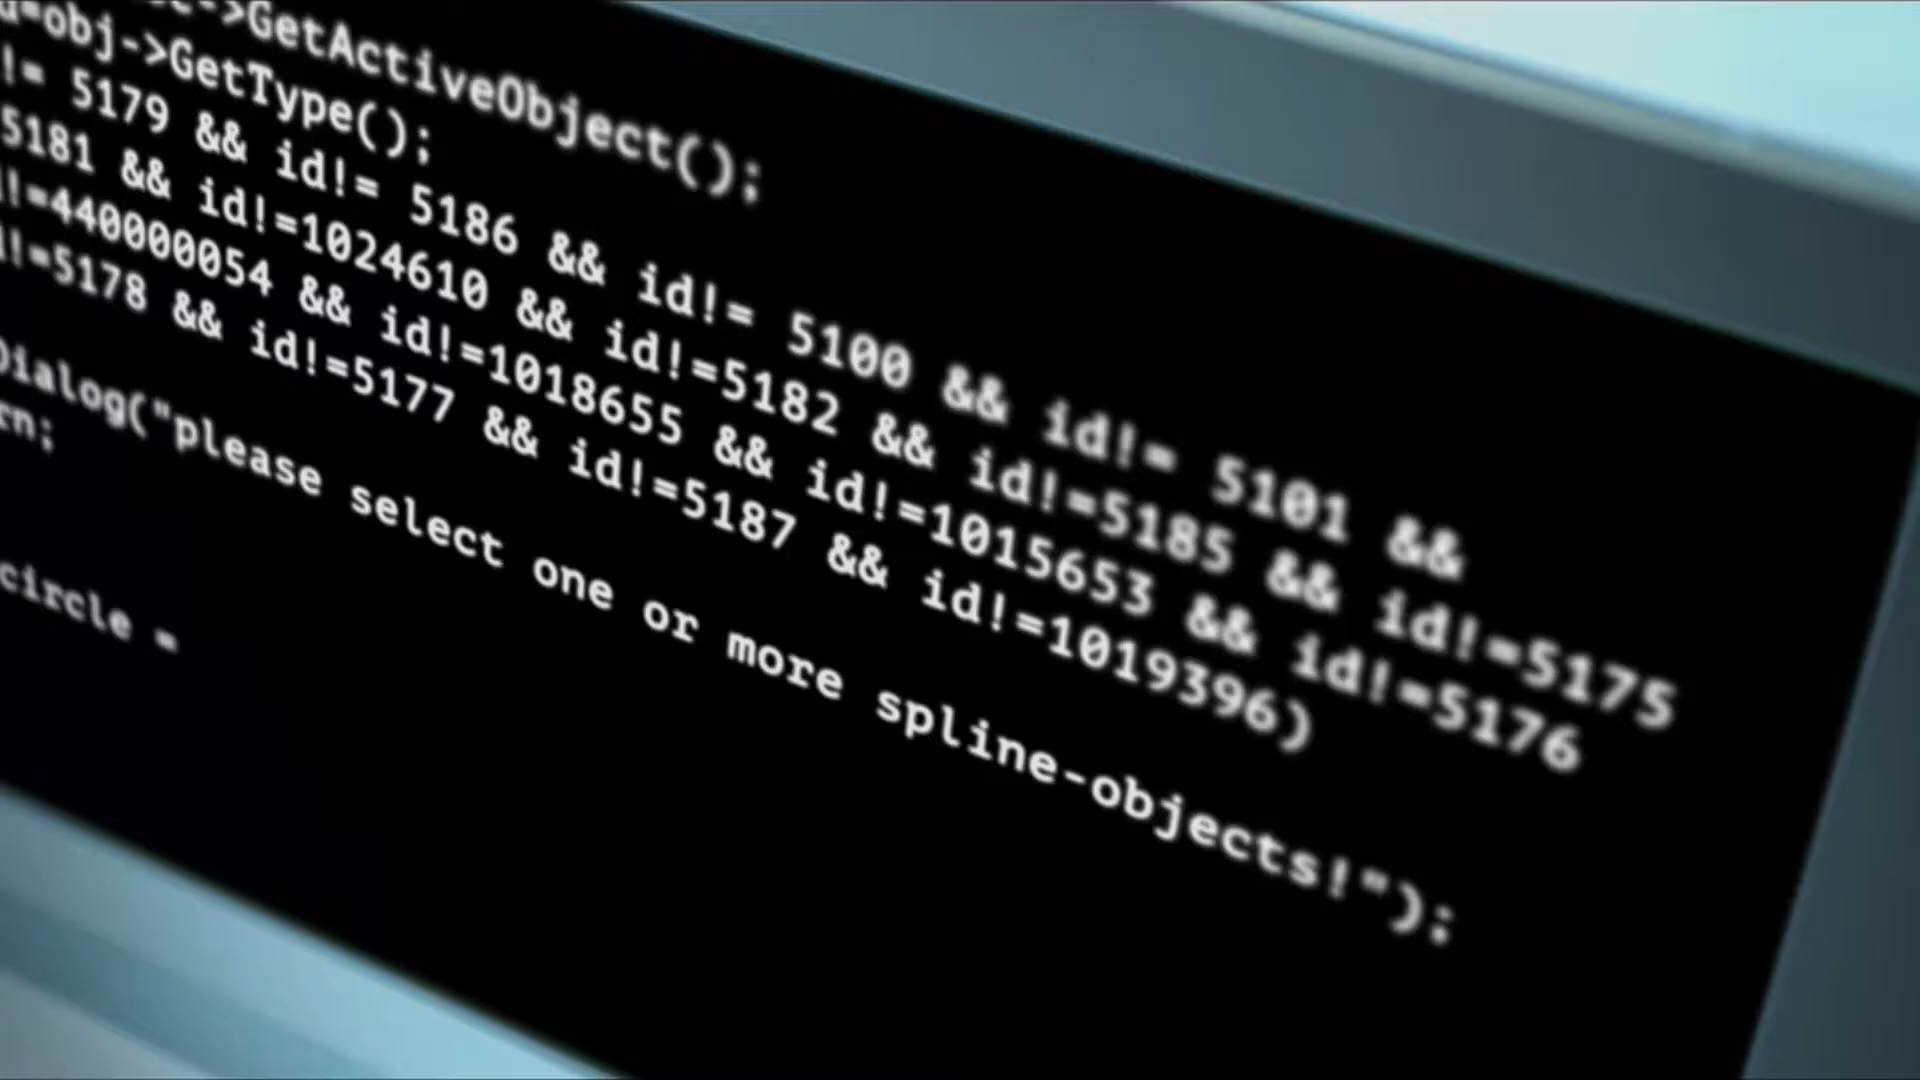 ->GetActiveObject();
=obj->GetType();
!= 5179 && id!= 5186 && id!= 5100 && id!= 5101 &&
5181 && id!=1024610 && id!=5182 && id!=5185 && id!=5175
!=440000054 && id!=1018655 && id!=1015653 && id!=5176
!=5178 && id!=5177 && id!=5187 && id!=1019396)
Dialog("please select one or more spline-objects!");
rn;
circle =